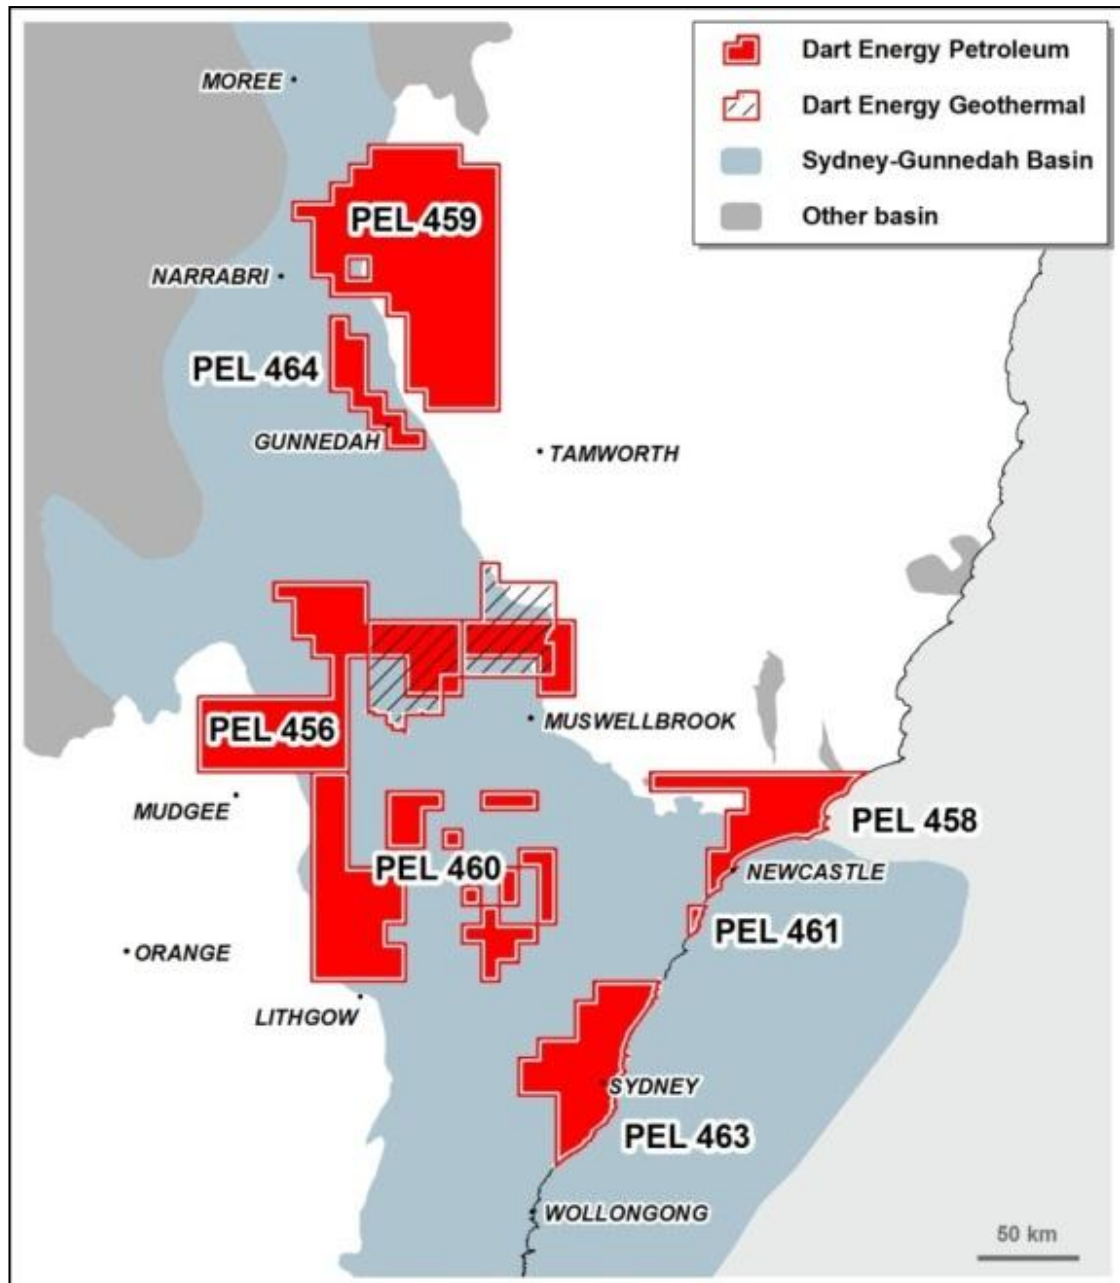 Dart Energy Petroleum
Dart Energy Geothermal
Sydney-Gunnedah Basin
Other basin
MOREE
PEL 459
NARRABRI
PEL 464
GUNNEDAH
TAMWORTH
PEL 456
MUSWELLBROOK
MUDGEE
PEL 458
PEL 460
NEWCASTLE
PEL 461
ORANGE
LITHGOW
SYDNEY
PEL 463
WOLLONGONG
50 km